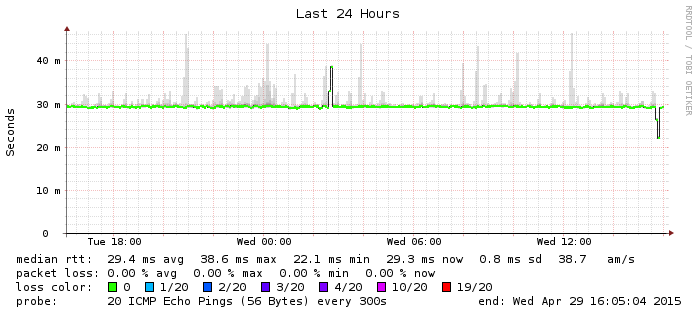 Last 24 Hours
RRDTOOL / TOBI OETIKER
Seconds
40 m
30 m
20 m
10 m
0
Tue 18:00 Wed 00:00 Wed 06:00 Wed 12:00
median rtt: 29.4 ms avg 38.6 ms max 22.1 ms min 29.3 ms now 0.8 ms sd 38.7 am/s
packet loss: 0.00 % avg 0.00 % max 0.00 % min 0.00 % now
loss color: 0 1/20 2/20 3/20 4/20 10/20 19/20
probe: 20 ICMP Echo Pings (56 Bytes) every 300s end: Wed Apr 29 16:05:04 2015